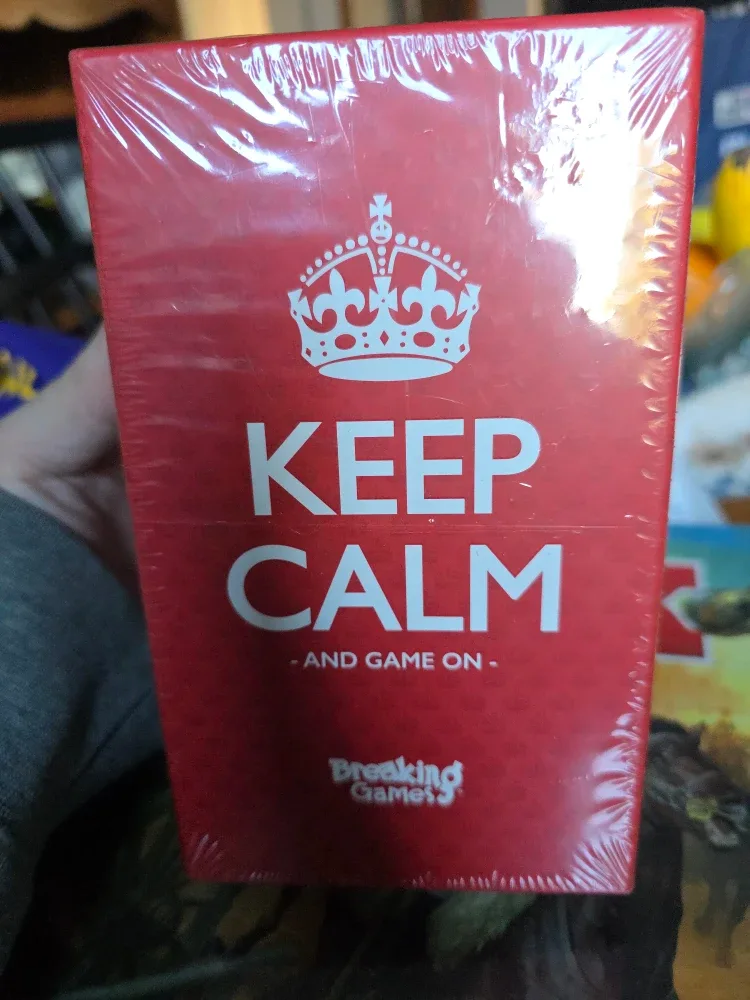 KEEP
CALM
- AND GAME ON -
Breaking
Games